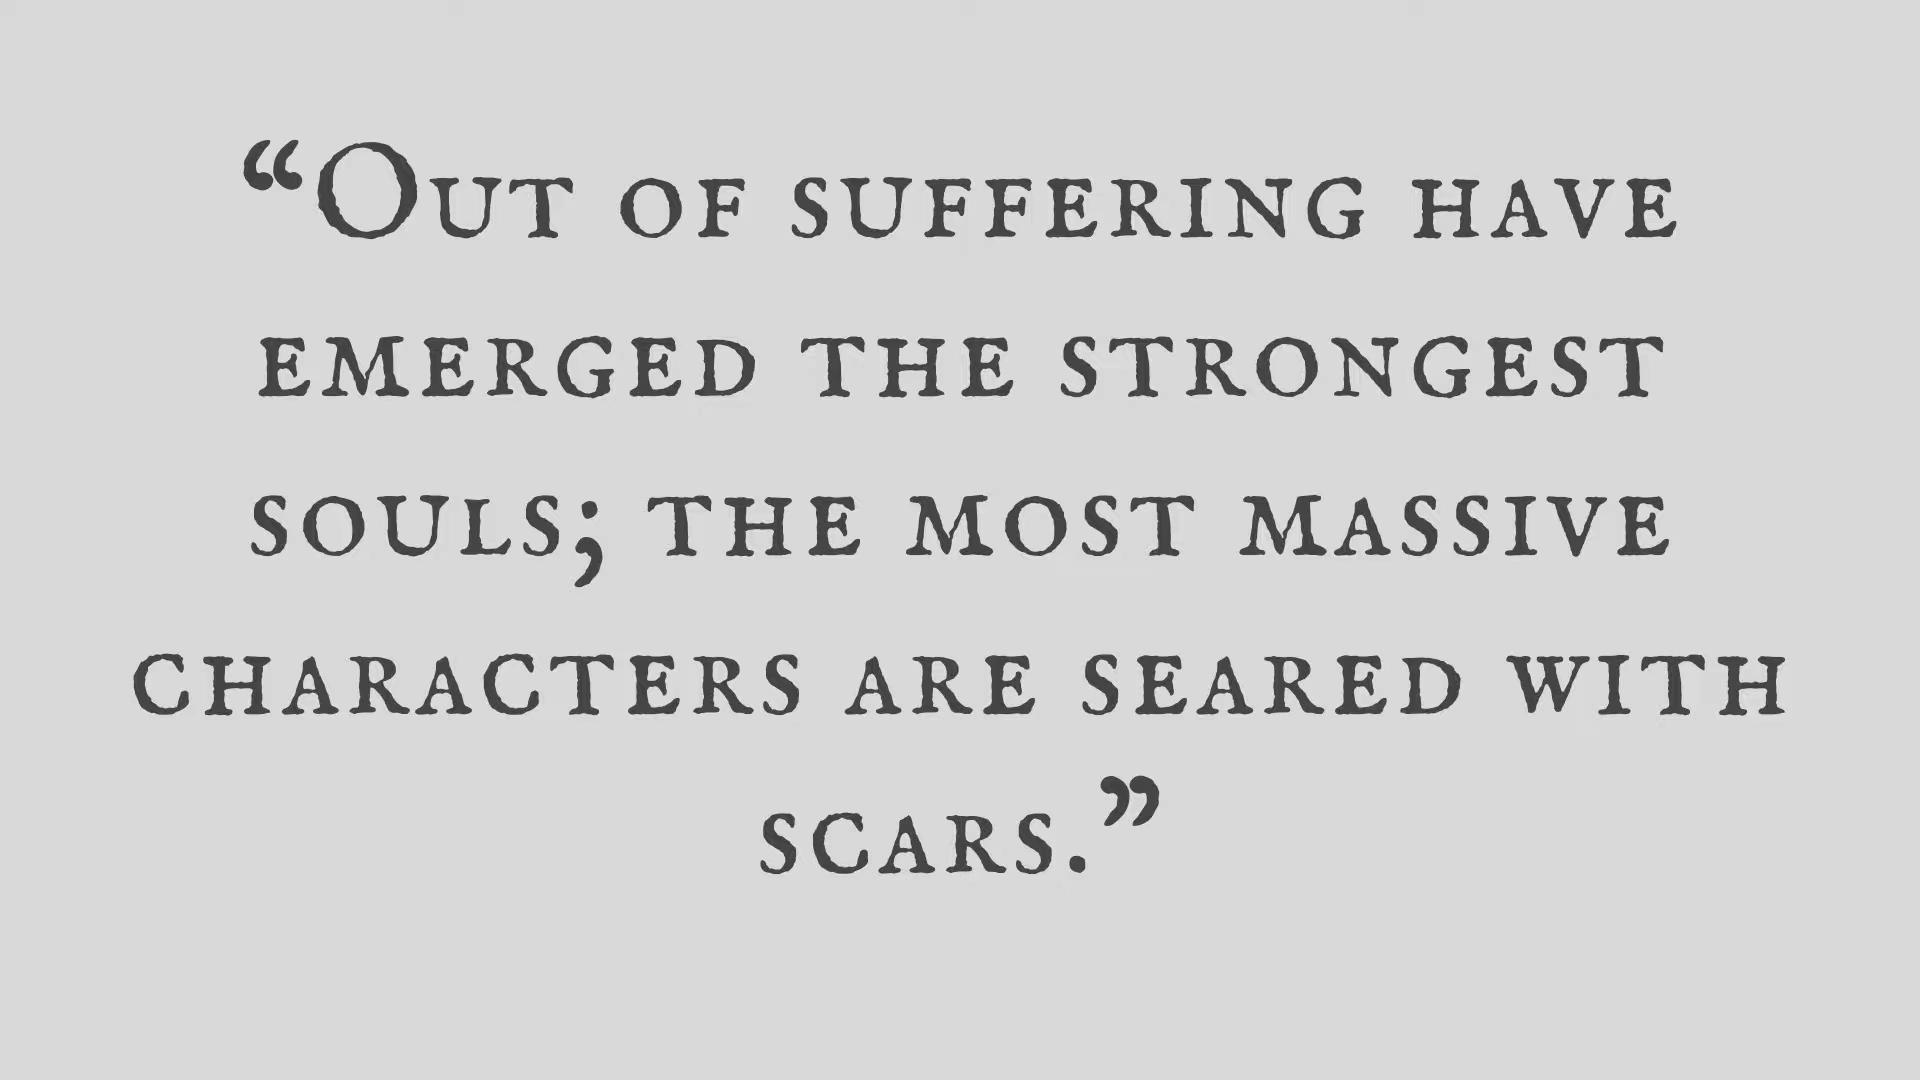 “Out of suffering have
emerged the strongest
souls; the most massive
characters are seared with
scars.”